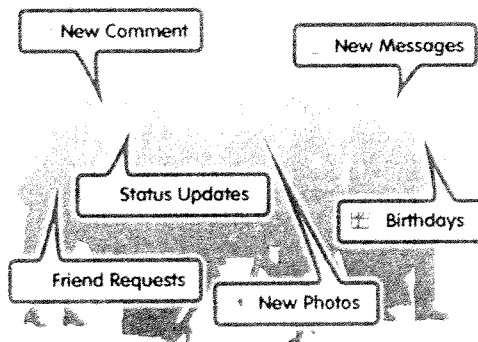 New Comment
New Messages
Status Updates
Birthdays
Friend Requests
New Photos